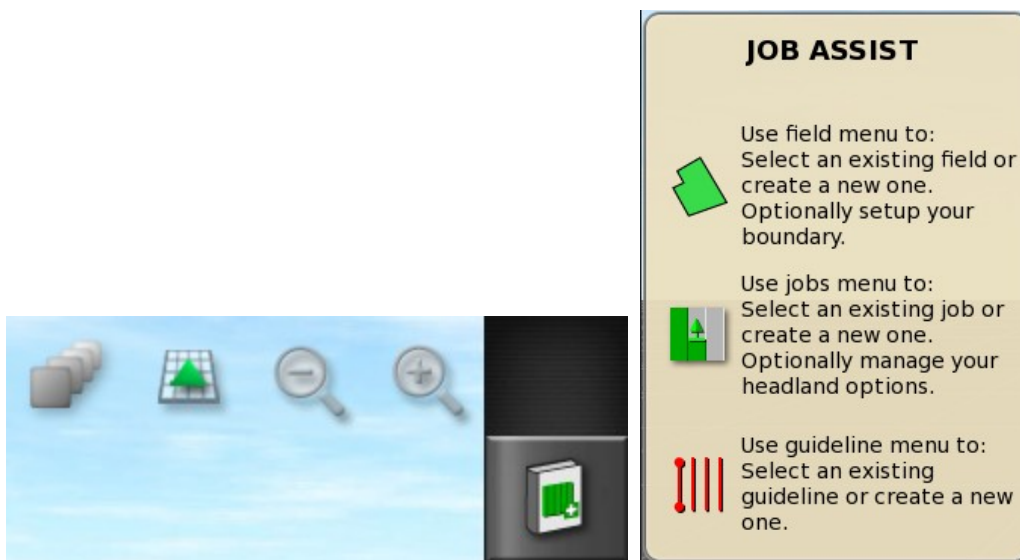 JOB ASSIST
Use field menu to:
Select an existing field or
create a new one.
Optionally setup your
boundary.
Use jobs menu to:
Select an existing job or
create a new one.
Optionally manage your
headland options.
Use guideline menu to:
Select an existing
guideline or create a new
one.